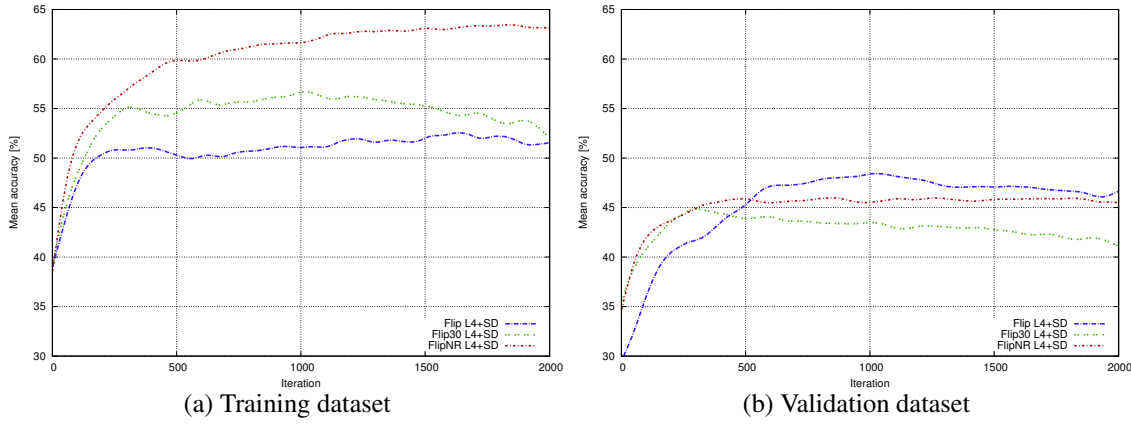 65
60
55
50
45
40
35
30
Mean accuracy [%]
Flip L4+SD
Flip30 L4+SD
FlipNR L4+SD
0
500
1000
1500
2000
Iteration
(a) Training dataset
65
60
55
50
45
40
35
30
Mean accuracy [%]
Flip L4+SD
Flip30 L4+SD
FlipNR L4+SD
0
500
1000
1500
2000
Iteration
(b) Validation dataset